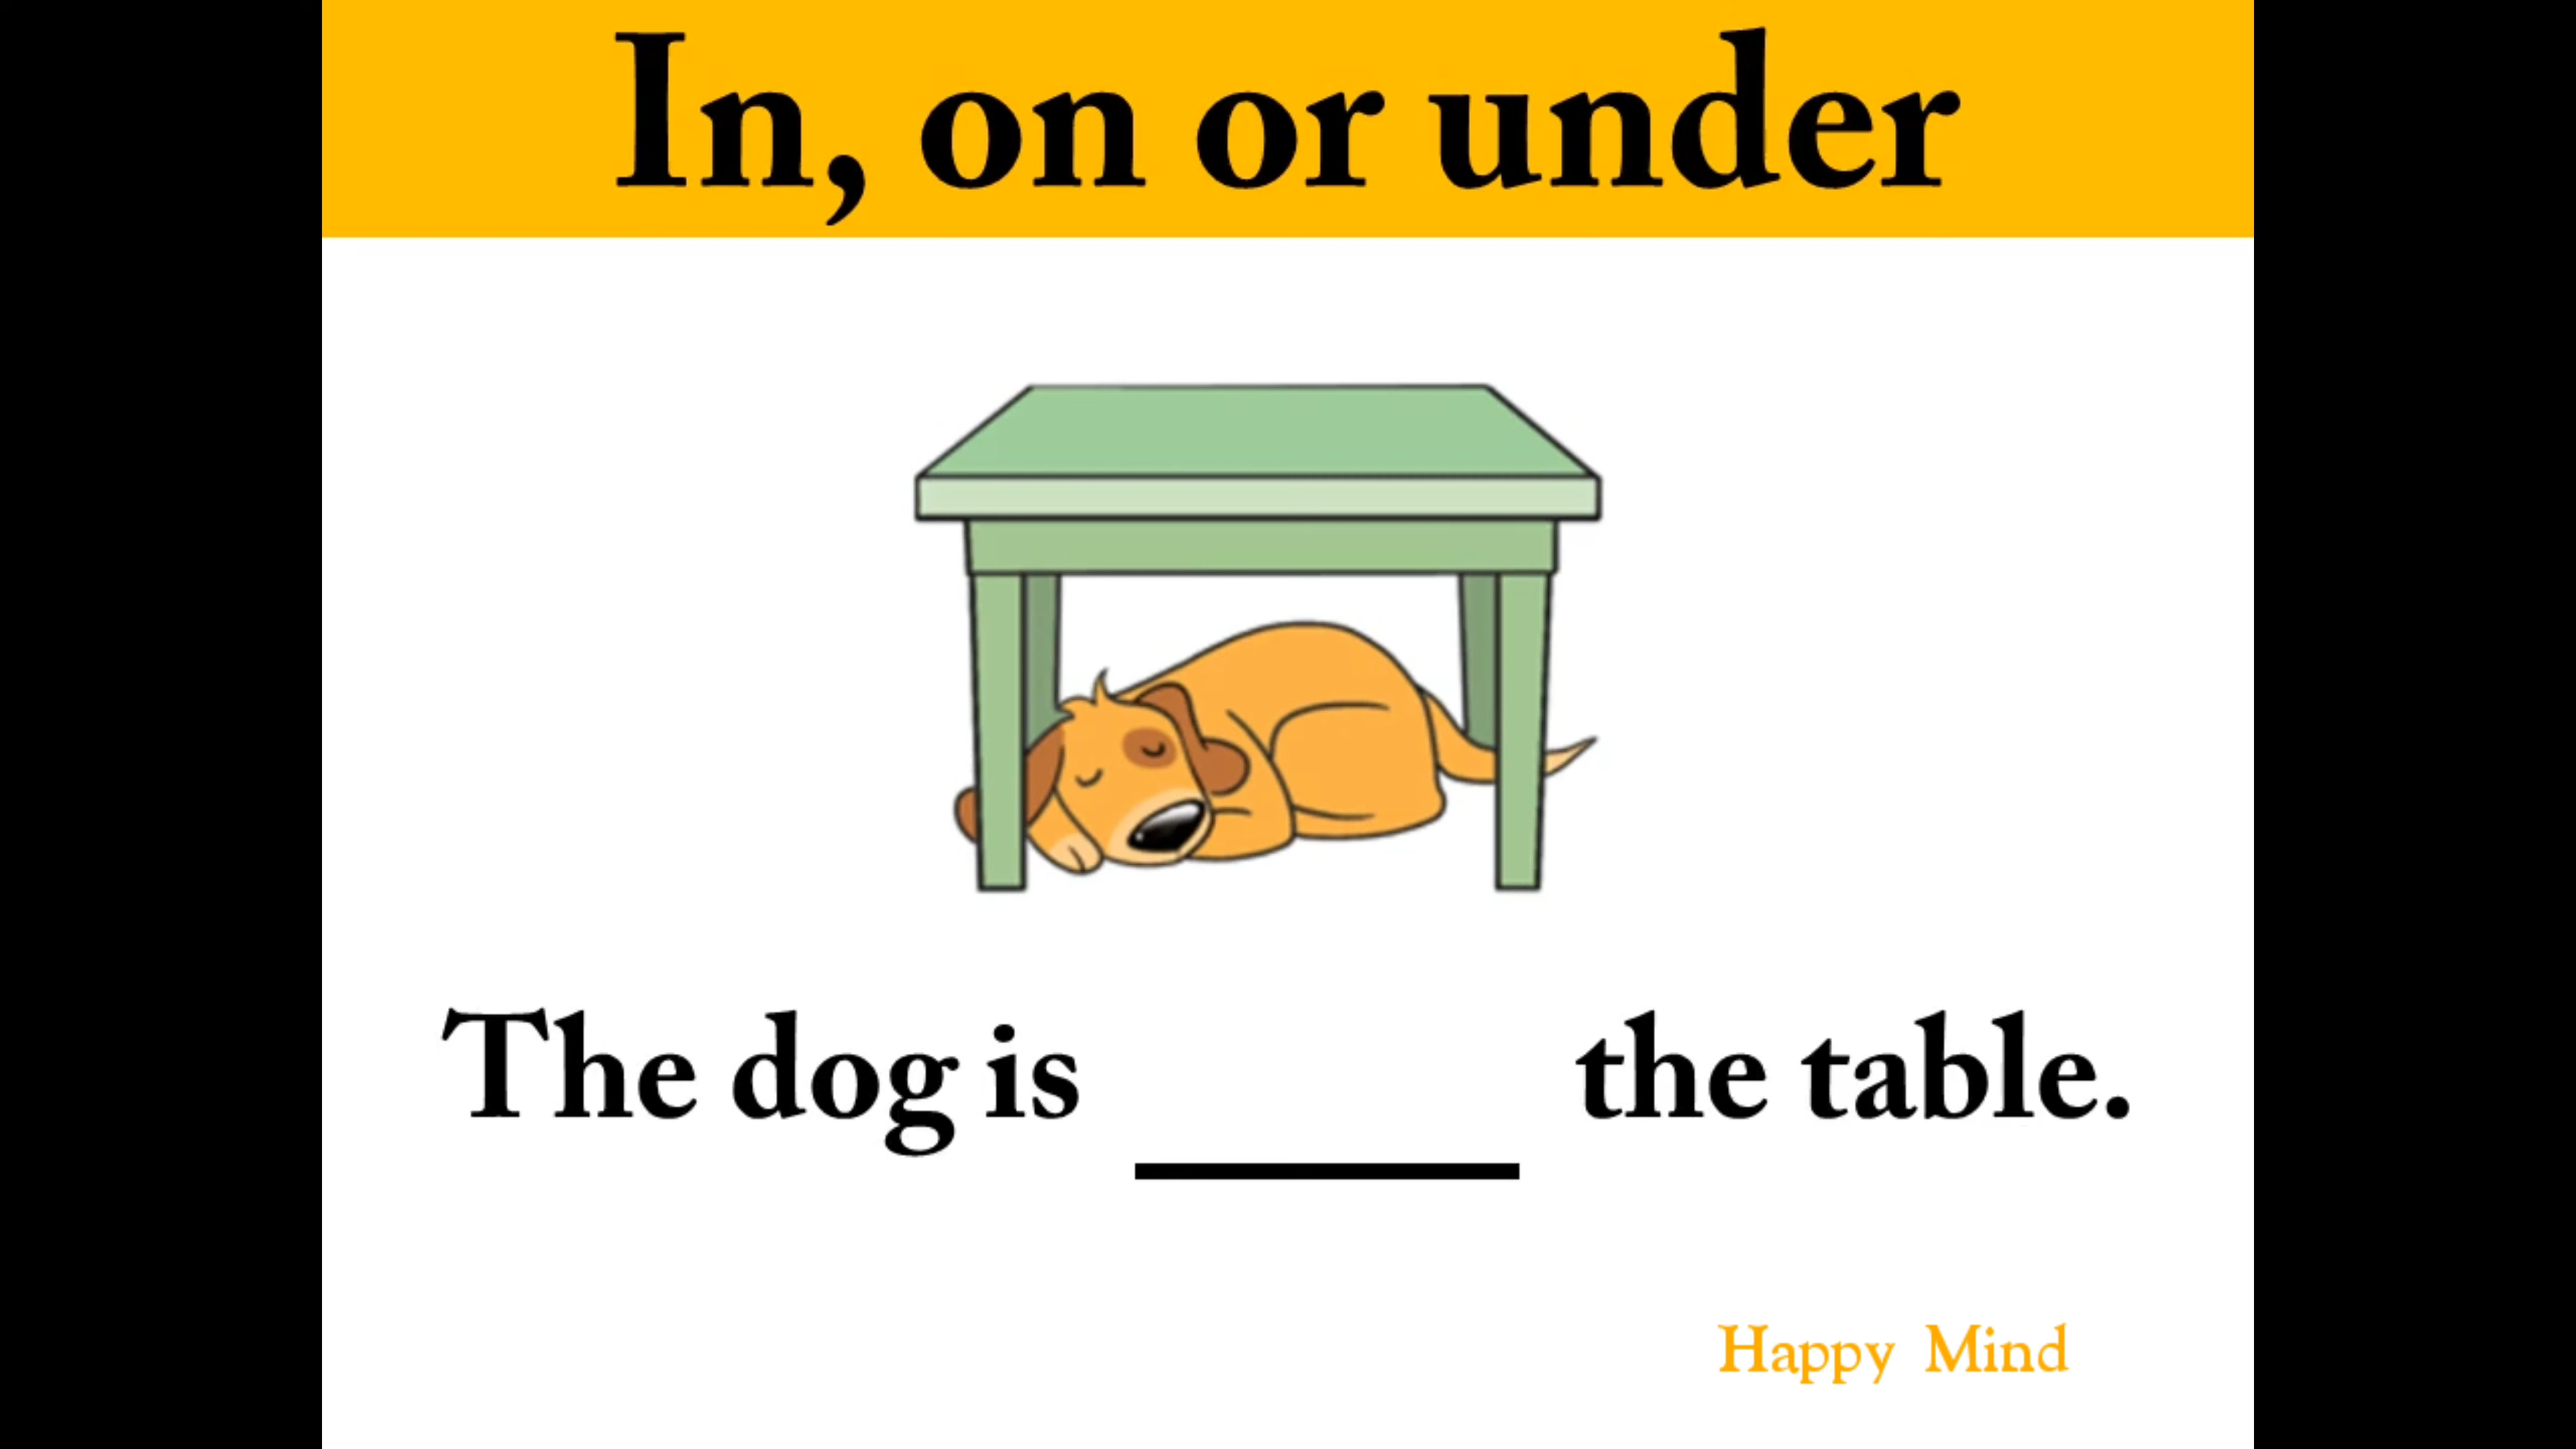 In, on or under
The dog is ______ the table.
Happy Mind